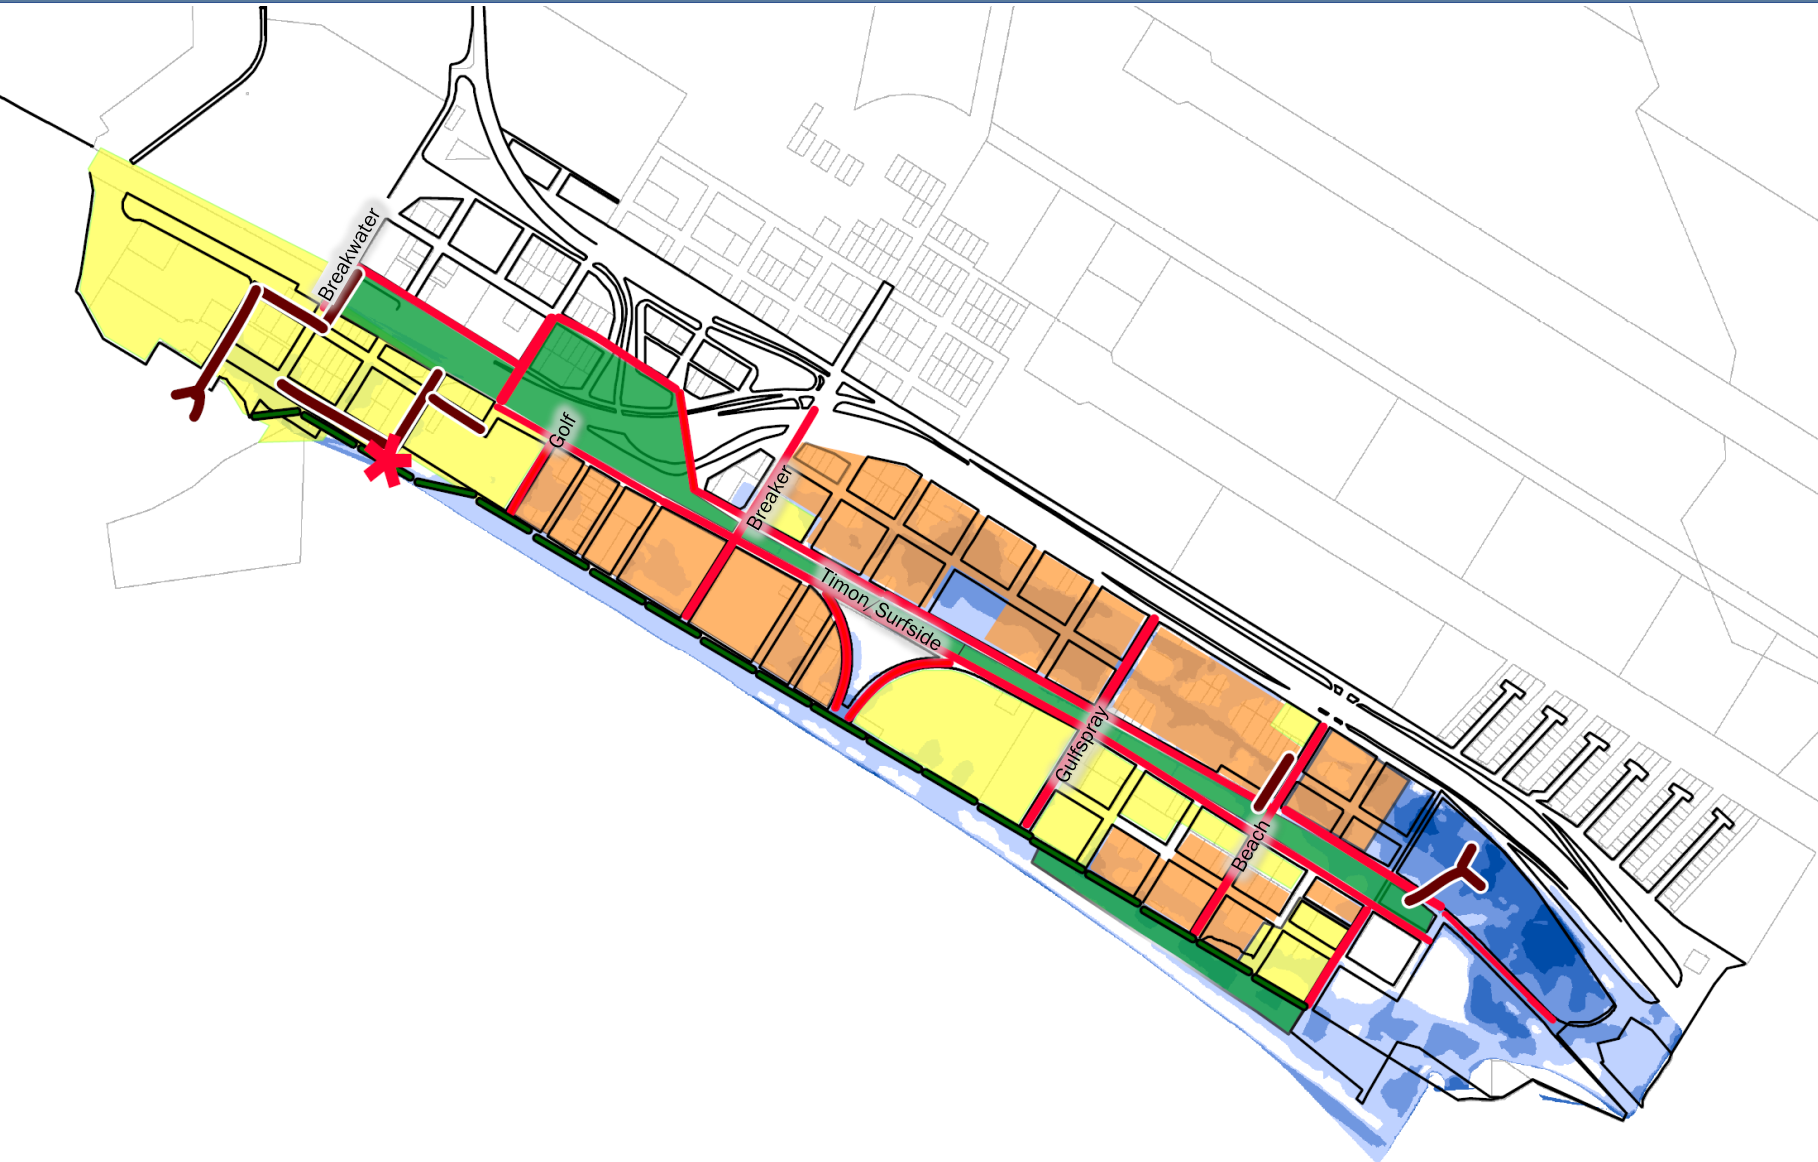 Breakwater
Golf
Breaker
Timon/Surfside
Gulfspray
Beach